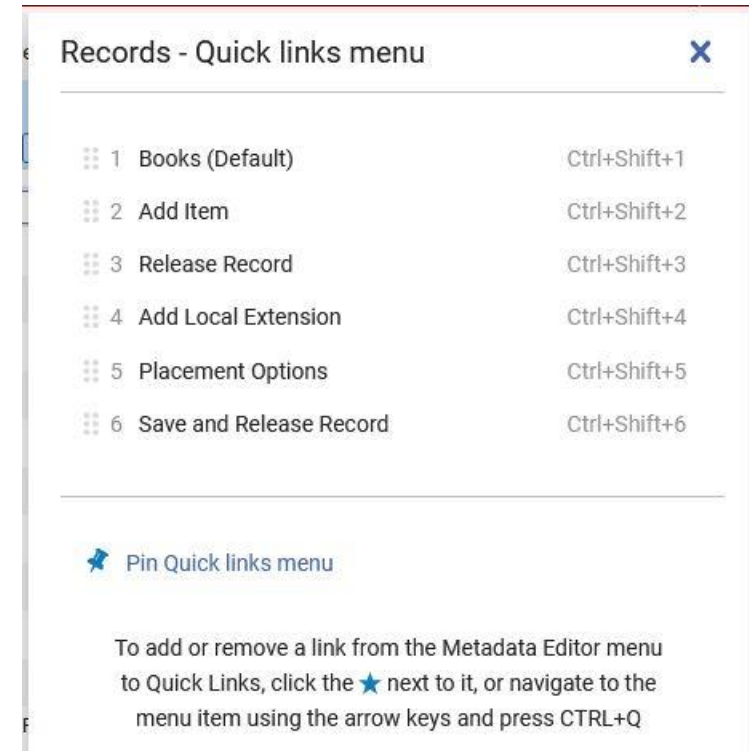 Records - Quick links menu
1 Books (Default) Ctrl+Shift+1
2 Add Item Ctrl+Shift+2
3 Release Record Ctrl+Shift+3
4 Add Local Extension Ctrl+Shift+4
5 Placement Options Ctrl+Shift+5
6 Save and Release Record Ctrl+Shift+6
Pin Quick links menu
To add or remove a link from the Metadata Editor menu
to Quick Links, click the ★ next to it, or navigate to the
menu item using the arrow keys and press CTRL+Q